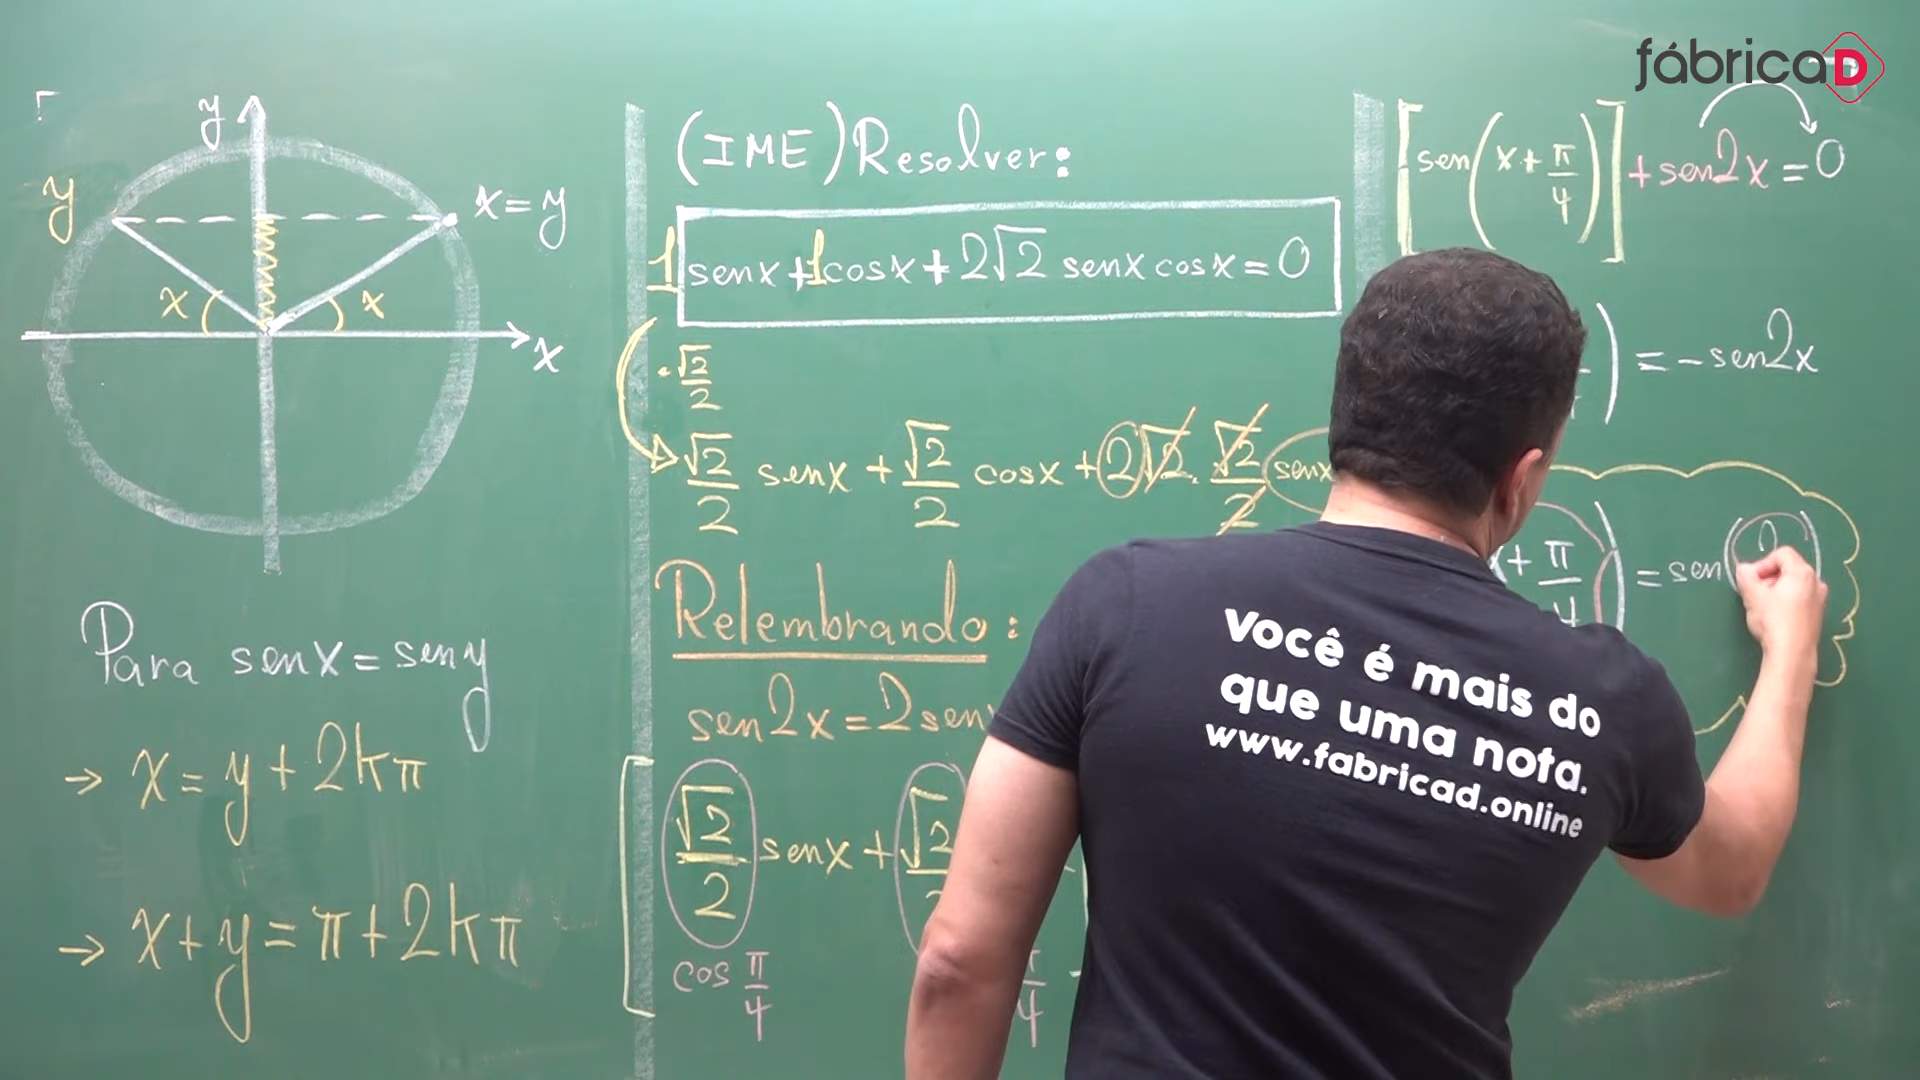 fábricaD
y
y
x = y
x
x
x
Para senx = seny
→ x = y + 2kπ
→ x + y = π + 2kπ
(IME) Resolver:
1 senx + 1 cosx + 2√2 senx cosx = 0
· √2/2
√2/2 senx + √2/2 cosx + 2√2 · √2/2 senx
Relembrando:
sen2x = 2sen
√2/2 senx + √2
cos π/4
π/4
[sen(x + π/4)] + sen2x = 0
) = -sen2x
x + π/4) = sen(
Você é mais do
que uma nota.
www.fabricad.online